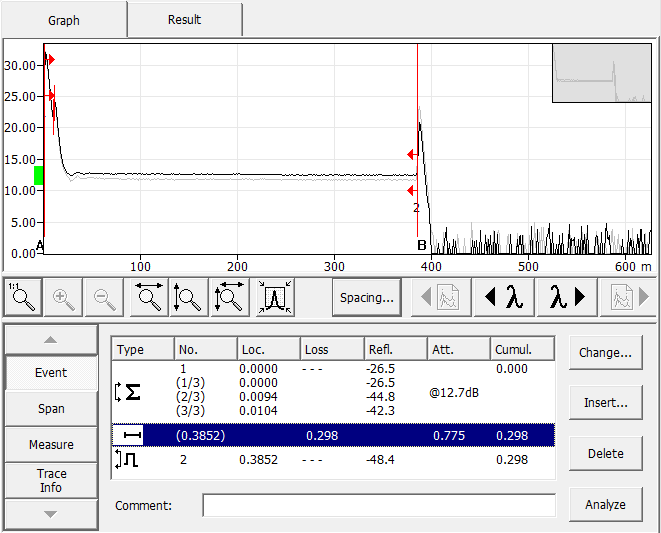 Graph Result
30.00
25.00
20.00
15.00
10.00
5.00
0.00
A
2
B
100 200 300 400 500 600 m
1:1 Spacing... λ λ
Type No. Loc. Loss Refl. Att. Cumul.
1 0.0000 --- -26.5 0.000
(1/3) 0.0000 -26.5
Σ (2/3) 0.0094 -44.8 @12.7dB
(3/3) 0.0104 -42.3
(0.3852) 0.298 0.775 0.298
2 0.3852 --- -48.4 0.298
Event
Span
Measure
Trace
Info
Change...
Insert...
Delete
Analyze
Comment: